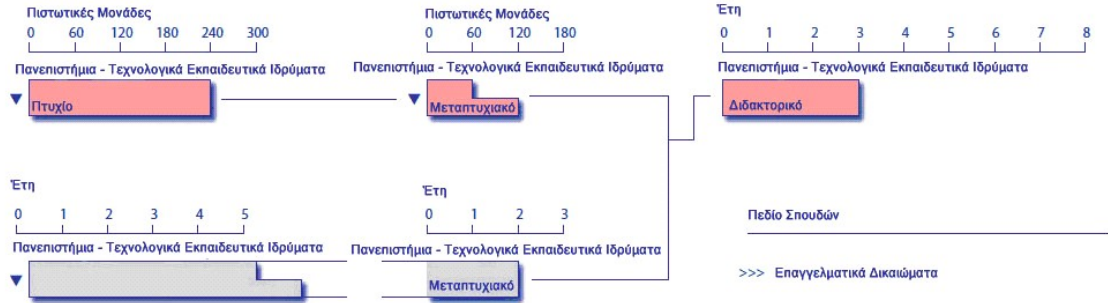 Πιστωτικές Μονάδες
0 60 120 180 240 300
Πανεπιστήμια - Τεχνολογικά Εκπαιδευτικά Ιδρύματα
Πτυχίο
Πιστωτικές Μονάδες
0 60 120 180
Πανεπιστήμια - Τεχνολογικά Εκπαιδευτικά Ιδρύματα
Μεταπτυχιακό
Έτη
0 1 2 3 4 5 6 7 8
Πανεπιστήμια - Τεχνολογικά Εκπαιδευτικά Ιδρύματα
Διδακτορικό
Έτη
0 1 2 3 4 5
Πανεπιστήμια - Τεχνολογικά Εκπαιδευτικά Ιδρύματα
Έτη
0 1 2 3
Πανεπιστήμια - Τεχνολογικά Εκπαιδευτικά Ιδρύματα
Μεταπτυχιακό
Πεδίο Σπουδών
>>> Επαγγελματικά Δικαιώματα